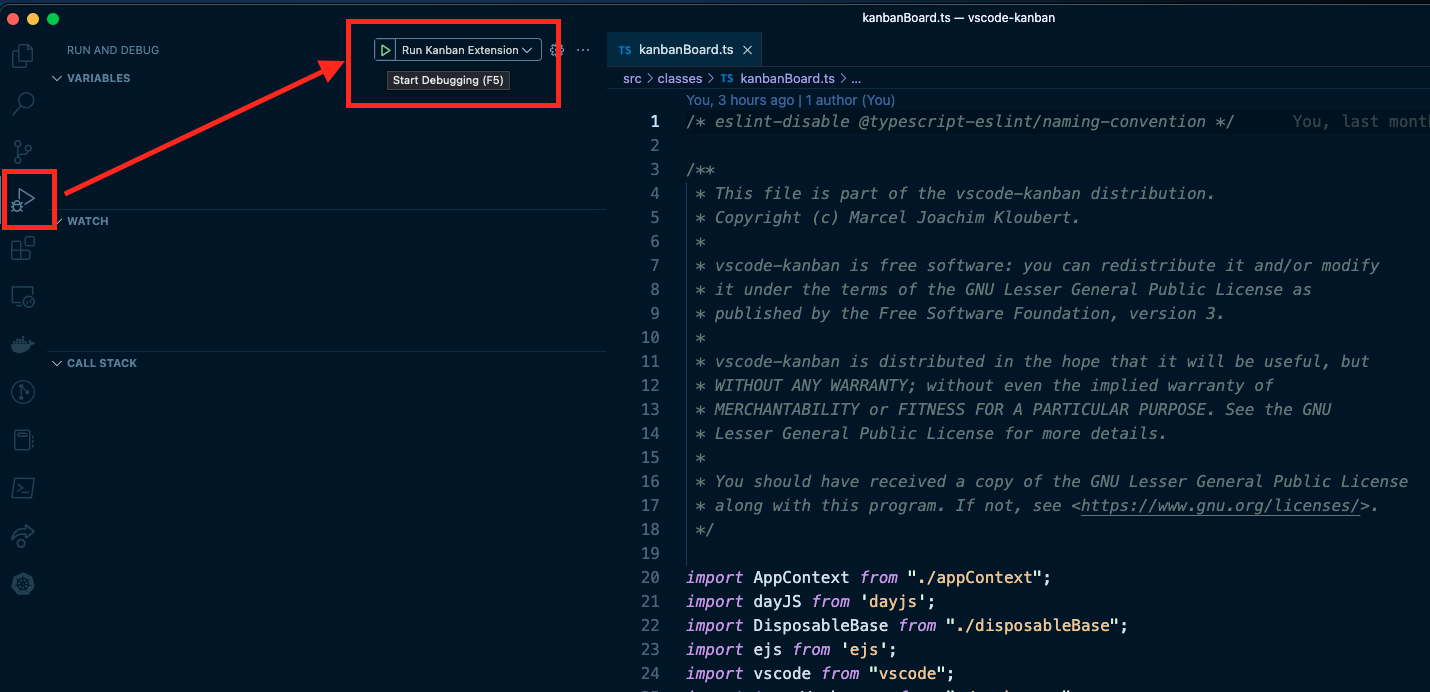 kanbanBoard.ts — vscode-kanban
RUN AND DEBUG
Run Kanban Extension
Start Debugging (F5)
VARIABLES
WATCH
CALL STACK
TS kanbanBoard.ts
src > classes > TS kanbanBoard.ts > ...
You, 3 hours ago | 1 author (You)
1 /* eslint-disable @typescript-eslint/naming-convention */ You, last mont
2
3 /**
4 * This file is part of the vscode-kanban distribution.
5 * Copyright (c) Marcel Joachim Kloubert.
6 *
7 * vscode-kanban is free software: you can redistribute it and/or modify
8 * it under the terms of the GNU Lesser General Public License as
9 * published by the Free Software Foundation, version 3.
10 *
11 * vscode-kanban is distributed in the hope that it will be useful, but
12 * WITHOUT ANY WARRANTY; without even the implied warranty of
13 * MERCHANTABILITY or FITNESS FOR A PARTICULAR PURPOSE. See the GNU
14 * Lesser General Public License for more details.
15 *
16 * You should have received a copy of the GNU Lesser General Public License
17 * along with this program. If not, see <https://www.gnu.org/licenses/>.
18 */
19
20 import AppContext from "./appContext";
21 import dayJS from 'dayjs';
22 import DisposableBase from "./disposableBase";
23 import ejs from 'ejs';
24 import vscode from "vscode";